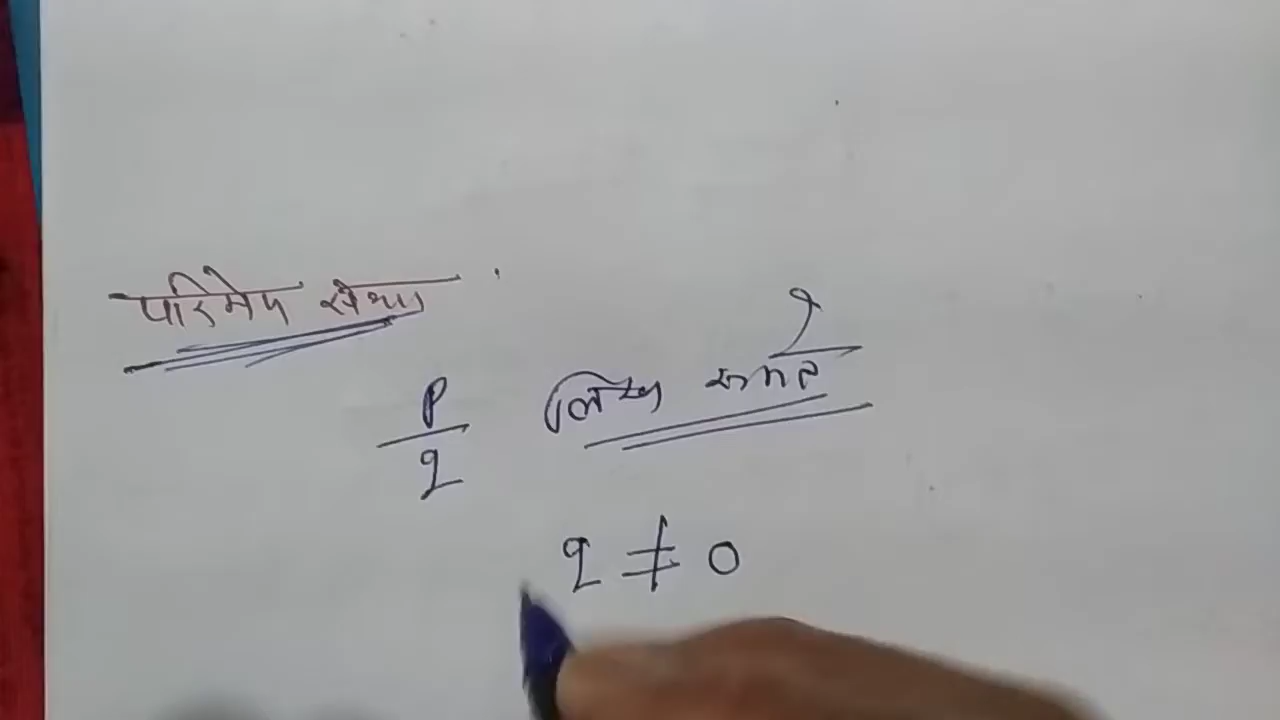 परिमेय संख्या
p/q लिख सकते
q ≠ 0